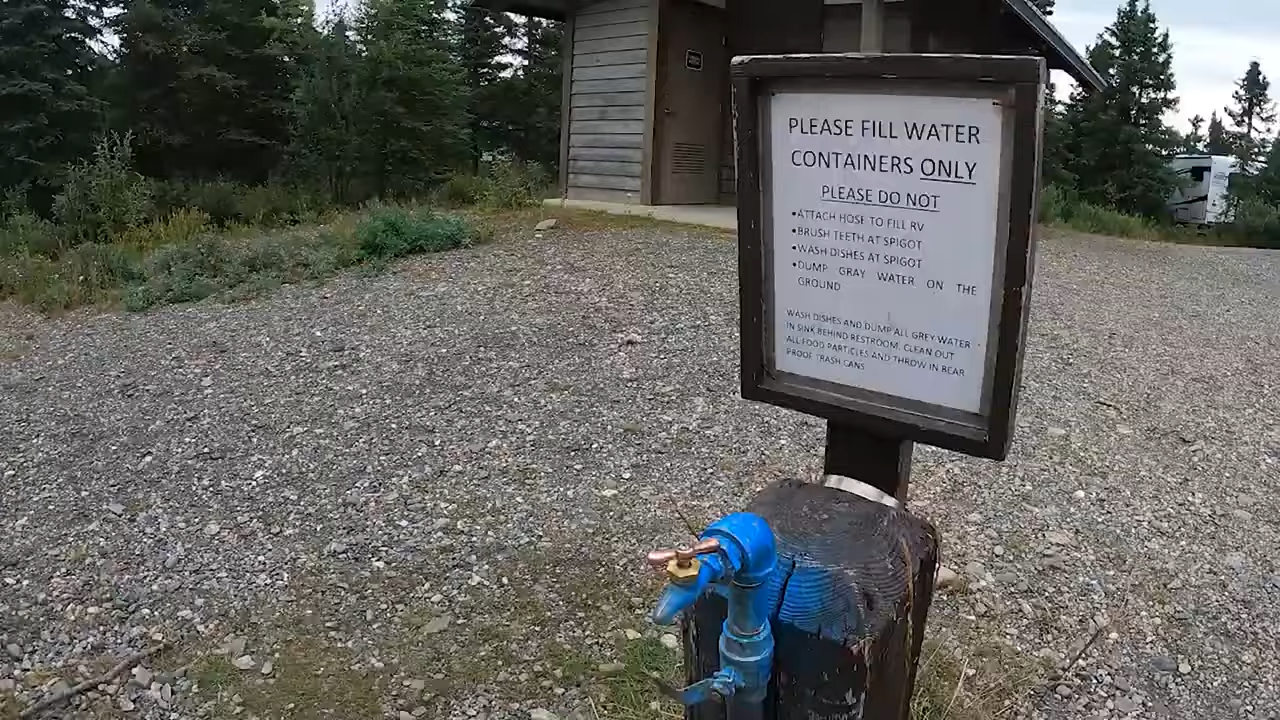 PLEASE FILL WATER
CONTAINERS ONLY
PLEASE DO NOT
•ATTACH HOSE TO FILL RV
•BRUSH TEETH AT SPIGOT
•WASH DISHES AT SPIGOT
•DUMP GRAY WATER ON THE
GROUND
WASH DISHES AND DUMP ALL GREY WATER
IN SINK BEHIND RESTROOM. CLEAN OUT
ALL FOOD PARTICLES AND THROW IN BEAR
PROOF TRASH CANS